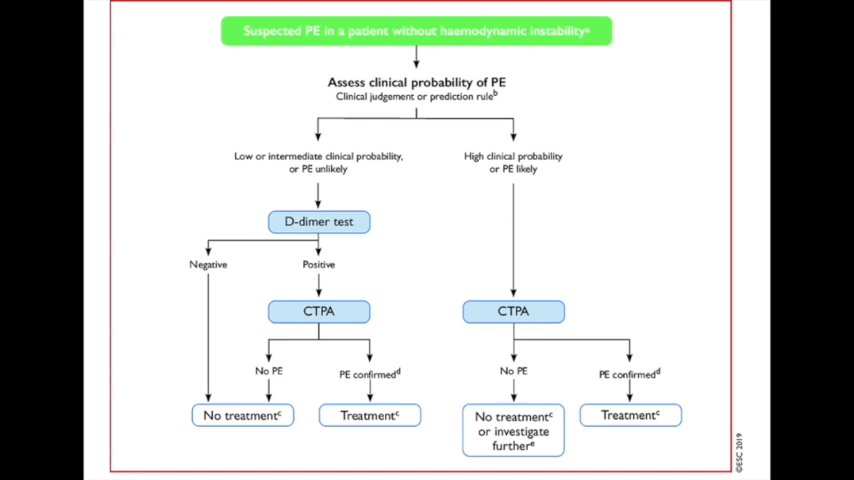 Suspected PE in a patient without haemodynamic instabilityᵃ
Assess clinical probability of PE
Clinical judgement or prediction ruleᵇ
Low or intermediate clinical probability,
or PE unlikely
High clinical probability
or PE likely
D-dimer test
Negative
Positive
CTPA
CTPA
No PE
PE confirmedᵈ
No PE
PE confirmedᵈ
No treatmentᶜ
Treatmentᶜ
No treatmentᶜ
or investigate
furtherᵉ
Treatmentᶜ
©ESC 2019